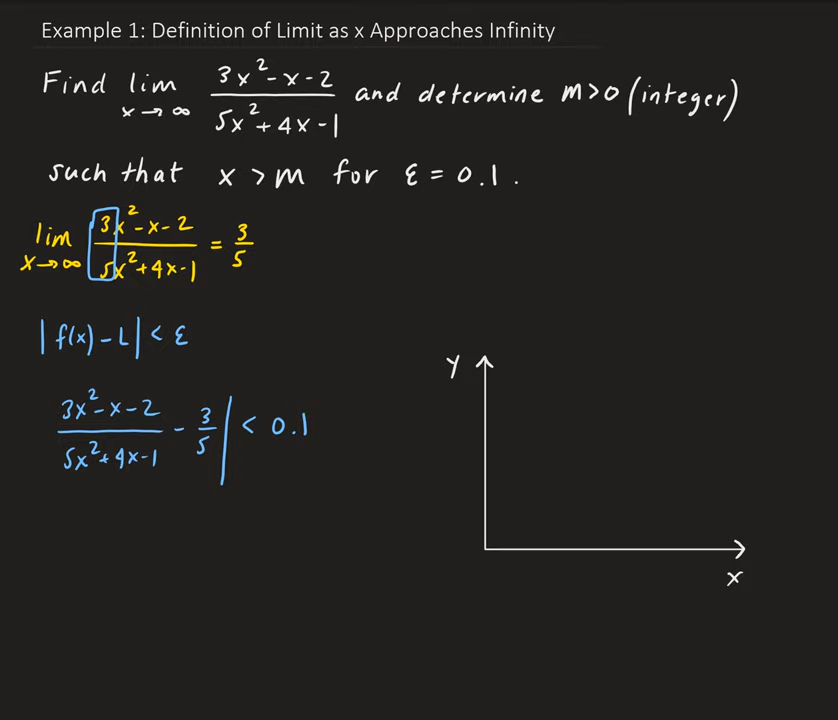 Example 1: Definition of Limit as x Approaches Infinity
Find lim x→∞ (3x²-x-2)/(5x²+4x-1) and determine m>0 (integer)
such that x>m for ε=0.1.
lim x→∞ (3x²-x-2)/(5x²+4x-1) = 3/5
|f(x)-L|<ε
(3x²-x-2)/(5x²+4x-1) - 3/5|<0.1
Y
x